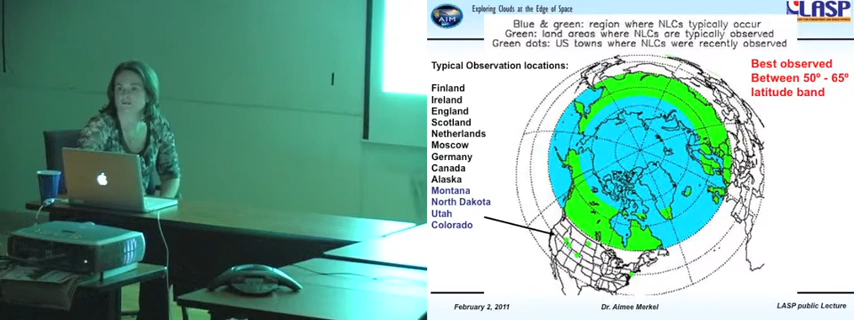 Exploring Clouds at the Edge of Space
AIM
LASP
Blue & green: region where NLCs typically occur
Green: land areas where NLCs are typically observed
Green dots: US towns where NLCs were recently observed
Typical Observation locations:
Best observed
Between 50º - 65º
latitude band
Finland
Ireland
England
Scotland
Netherlands
Moscow
Germany
Canada
Alaska
Montana
North Dakota
Utah
Colorado
February 2, 2011
Dr. Aimee Merkel
LASP public Lecture